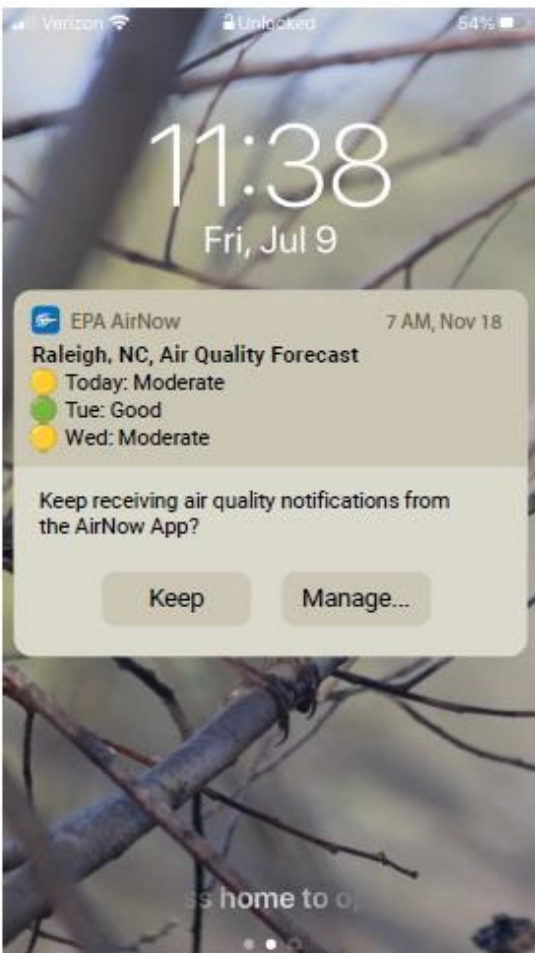 Verizon
Unlocked
54%
11:38
Fri, Jul 9
EPA AirNow
7 AM, Nov 18
Raleigh, NC, Air Quality Forecast
Today: Moderate
Tue: Good
Wed: Moderate
Keep receiving air quality notifications from
the AirNow App?
Keep
Manage...
ss home to o